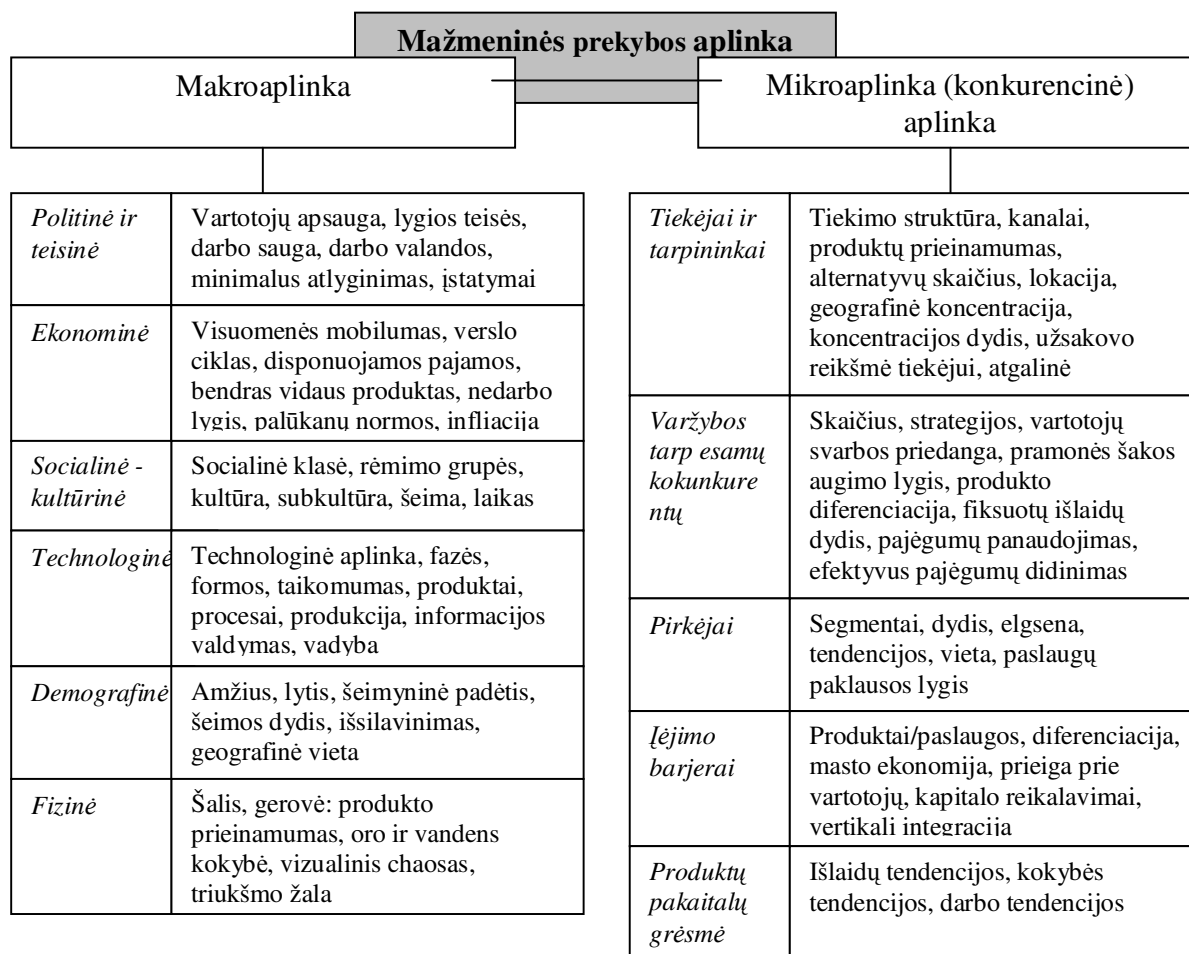 Mažmeninės prekybos aplinka
Makroaplinka
Mikroaplinka (konkurencinė)
aplinka
Politinė ir
teisinė
Vartotojų apsauga, lygios teisės,
darbo sauga, darbo valandos,
minimalus atlyginimas, įstatymai
Ekonominė
Visuomenės mobilumas, verslo
ciklas, disponuojamos pajamos,
bendras vidaus produktas, nedarbo
lygis, palūkanų normos, infliacija
Socialinė -
kultūrinė
Socialinė klasė, rėmimo grupės,
kultūra, subkultūra, šeima, laikas
Technologinė
Technologinė aplinka, fazės,
formos, taikomumas, produktai,
procesai, produkcija, informacijos
valdymas, vadyba
Demografinė
Amžius, lytis, šeimyninė padėtis,
šeimos dydis, išsilavinimas,
geografinė vieta
Fizinė
Šalis, gerovė: produkto
prieinamumas, oro ir vandens
kokybė, vizualinis chaosas,
triukšmo žala
Tiekėjai ir
tarpininkai
Tiekimo struktūra, kanalai,
produktų prieinamumas,
alternatyvų skaičius, lokacija,
geografinė koncentracija,
koncentracijos dydis, užsakovo
reikšmė tiekėjui, atgalinė
Varžybos
tarp esamų
kokunkure
ntų
Skaičius, strategijos, vartotojų
svarbos priedanga, pramonės šakos
augimo lygis, produkto
diferenciacija, fiksuotų išlaidų
dydis, pajėgumų panaudojimas,
efektyvus pajėgumų didinimas
Pirkėjai
Segmentai, dydis, elgsena,
tendencijos, vieta, paslaugų
paklausos lygis
Įėjimo
barjerai
Produktai/paslaugos, diferenciacija,
masto ekonomija, prieiga prie
vartotojų, kapitalo reikalavimai,
vertikali integracija
Produktų
pakaitalų
grėsmė
Išlaidų tendencijos, kokybės
tendencijos, darbo tendencijos